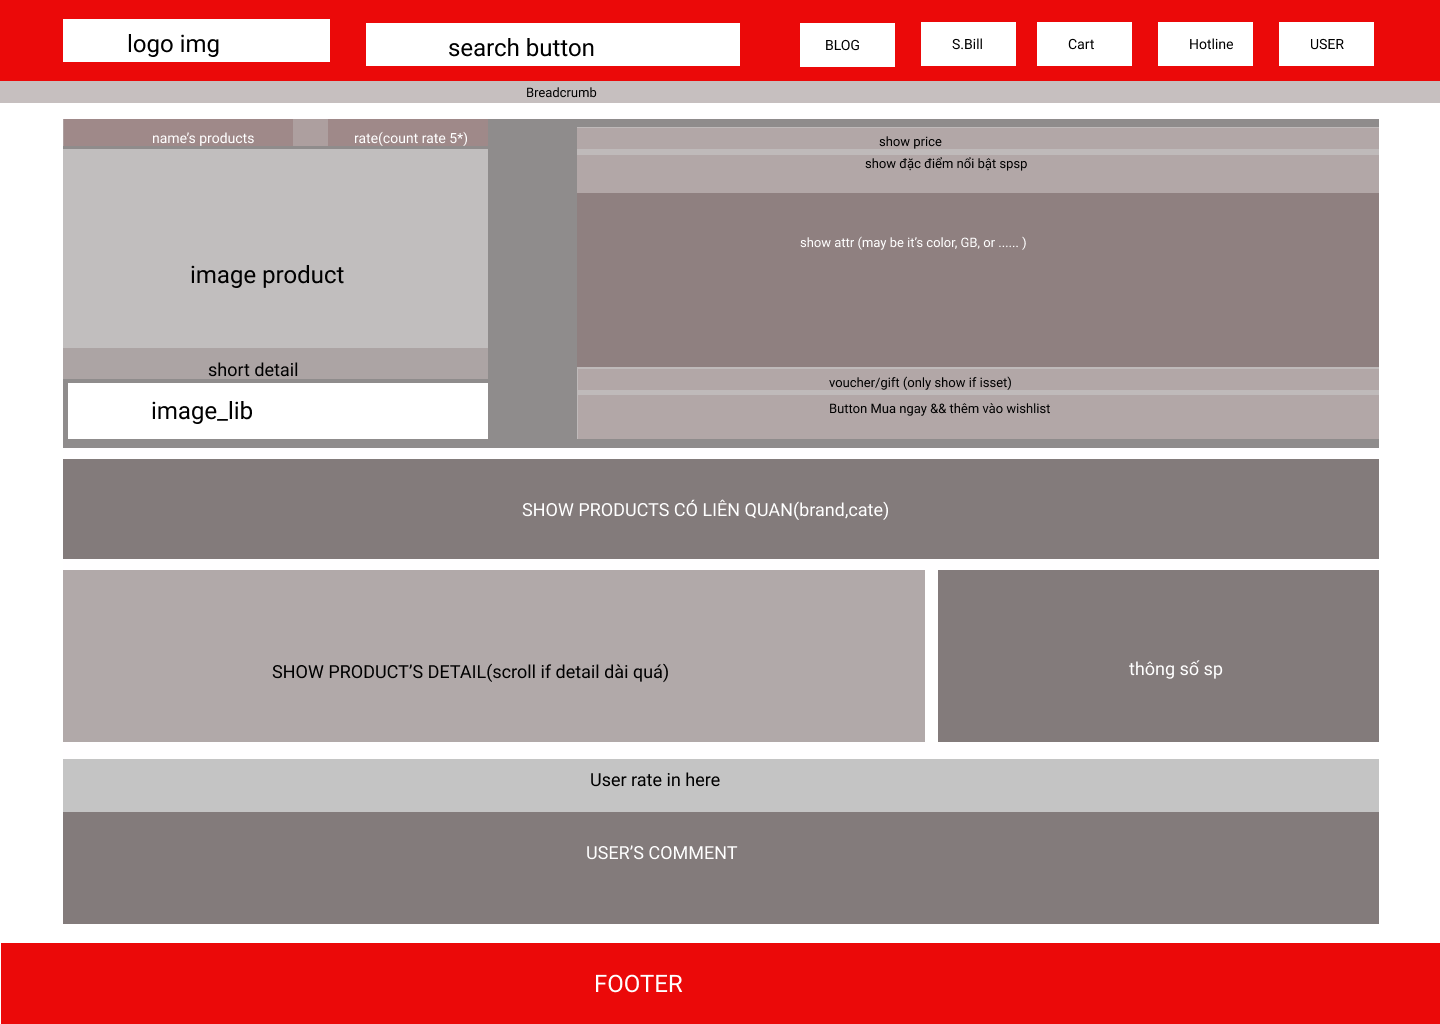 logo img
search button
BLOG
S.Bill
Cart
Hotline
USER
Breadcrumb
name's products
rate(count rate 5*)
image product
short detail
image_lib
show price
show đặc điểm nổi bật spsp
show attr (may be it's color, GB, or ...... )
voucher/gift (only show if isset)
Button Mua ngay && thêm vào wishlist
SHOW PRODUCTS CÓ LIÊN QUAN(brand,cate)
SHOW PRODUCT'S DETAIL(scroll if detail dài quá)
thông số sp
User rate in here
USER'S COMMENT
FOOTER